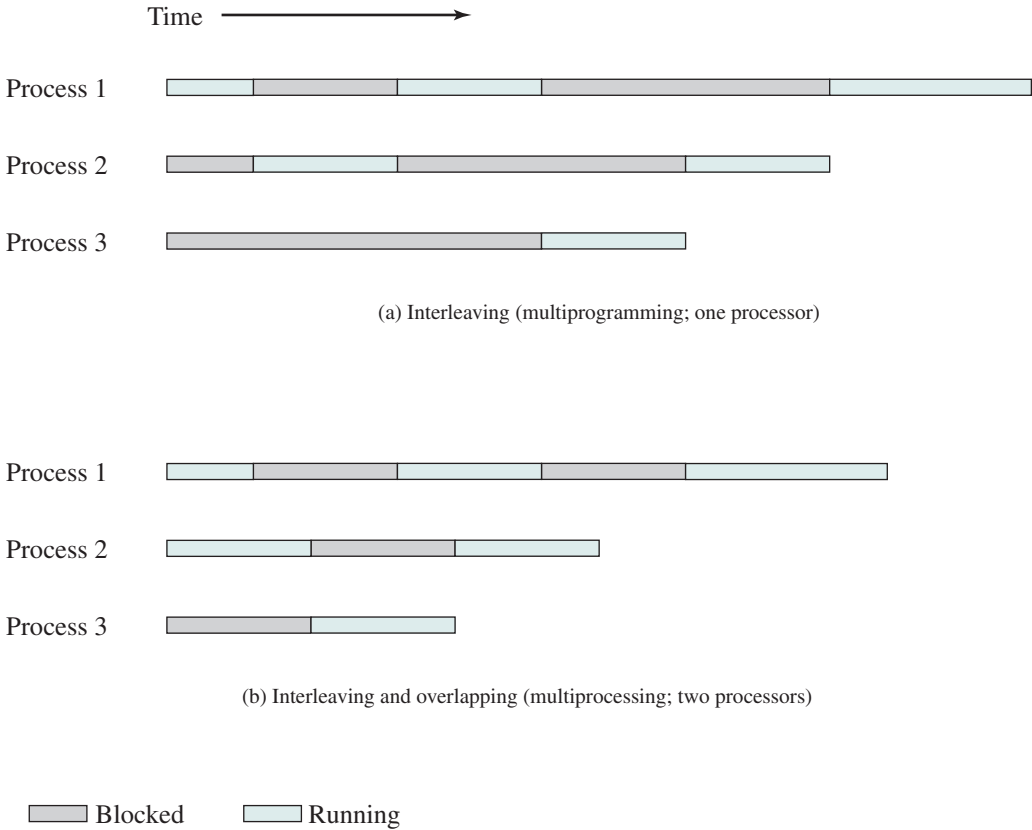 Time
Process 1
Process 2
Process 3
(a) Interleaving (multiprogramming; one processor)
Process 1
Process 2
Process 3
(b) Interleaving and overlapping (multiprocessing; two processors)
Blocked Running